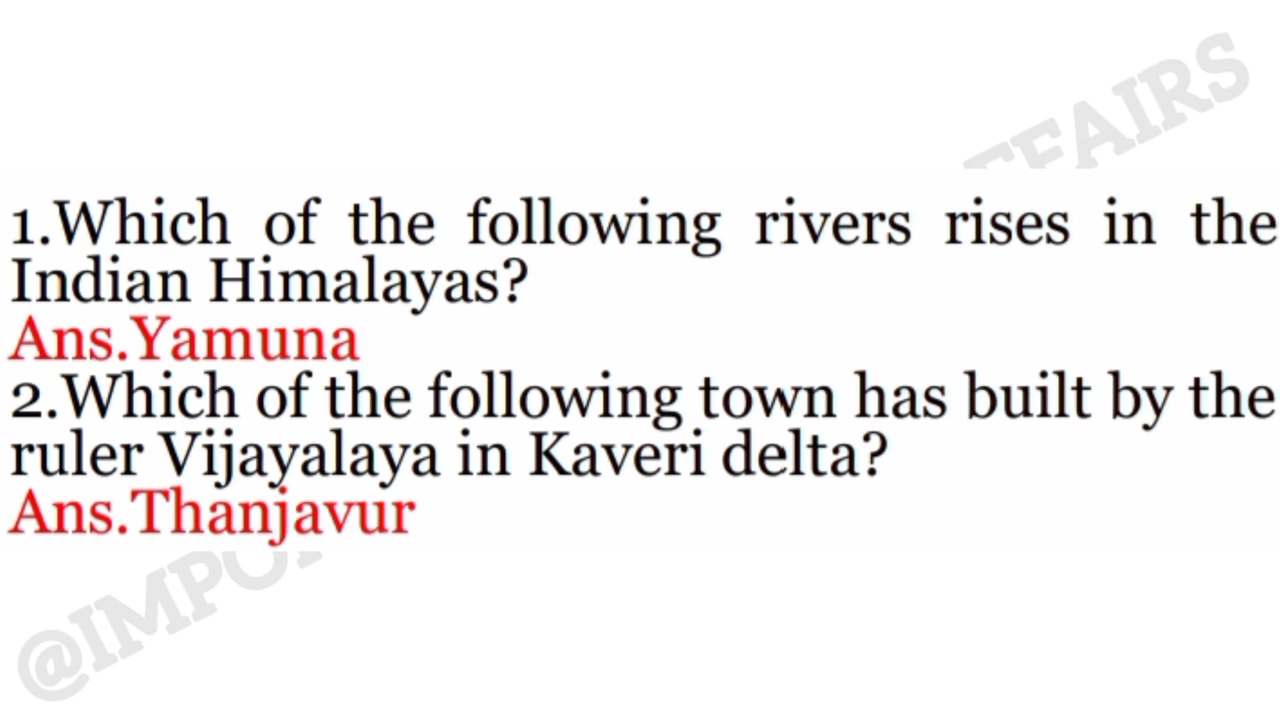 FFAIRS
1.Which of the following rivers rises in the
Indian Himalayas?
Ans.Yamuna
2.Which of the following town has built by the
ruler Vijayalaya in Kaveri delta?
Ans.Thanjavur